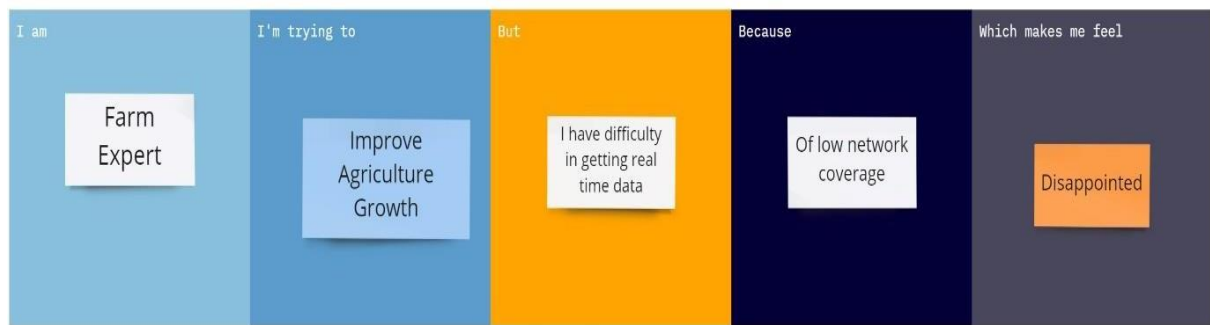 I am
Farm
Expert
I'm trying to
Improve
Agriculture
Growth
But
I have difficulty
in getting real
time data
Because
Of low network
coverage
Which makes me feel
Disappointed